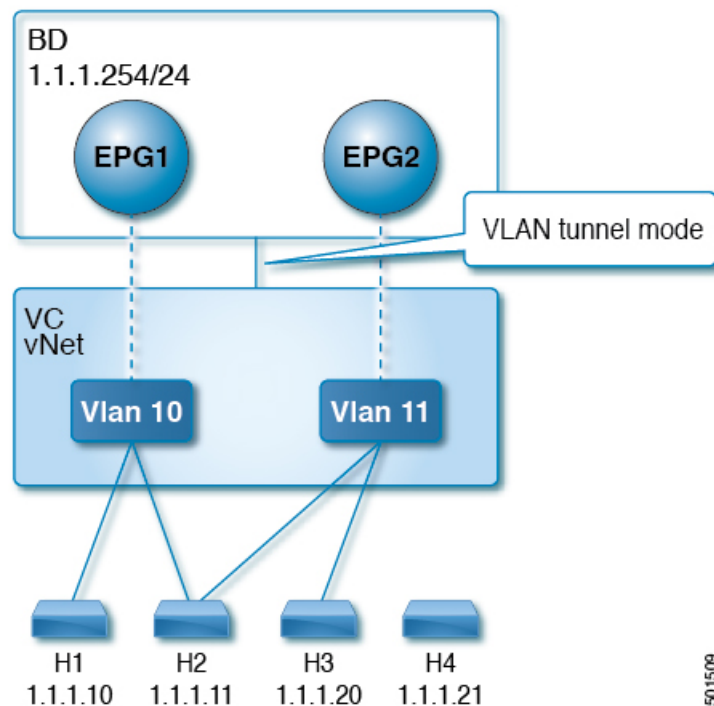 BD
1.1.1.254/24
EPG1
EPG2
VLAN tunnel mode
VC
vNet
Vlan 10
Vlan 11
H1
1.1.1.10
H2
1.1.1.11
H3
1.1.1.20
H4
1.1.1.21
501509